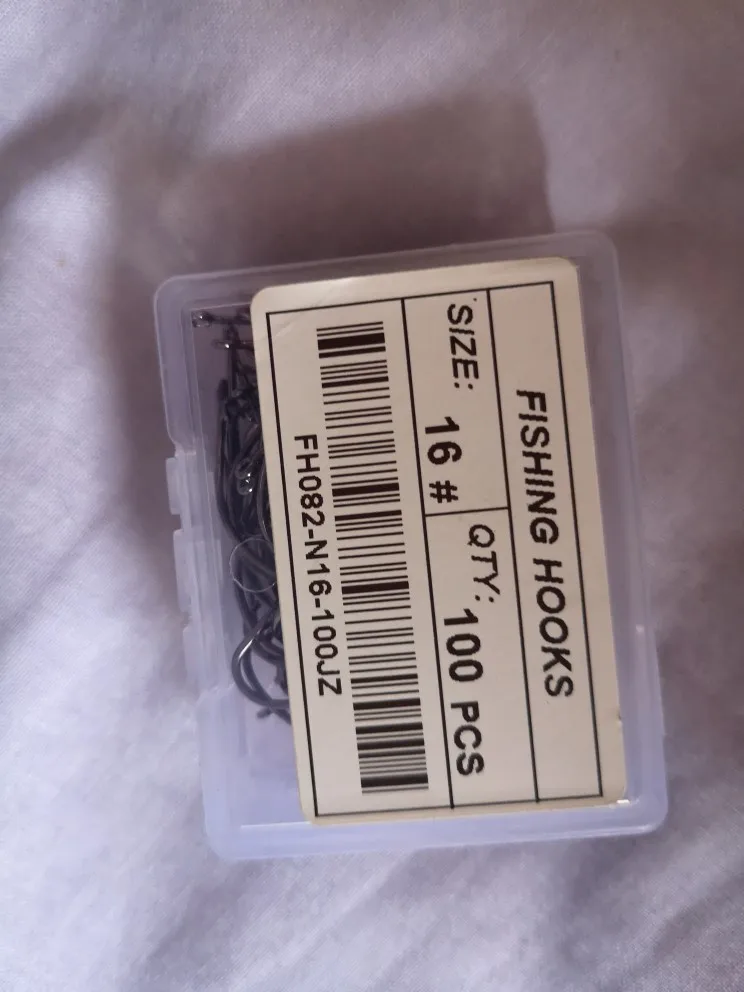 FISHING HOOKS
SIZE: 16 # QTY: 100 PCS
FH082-N16-100JZ